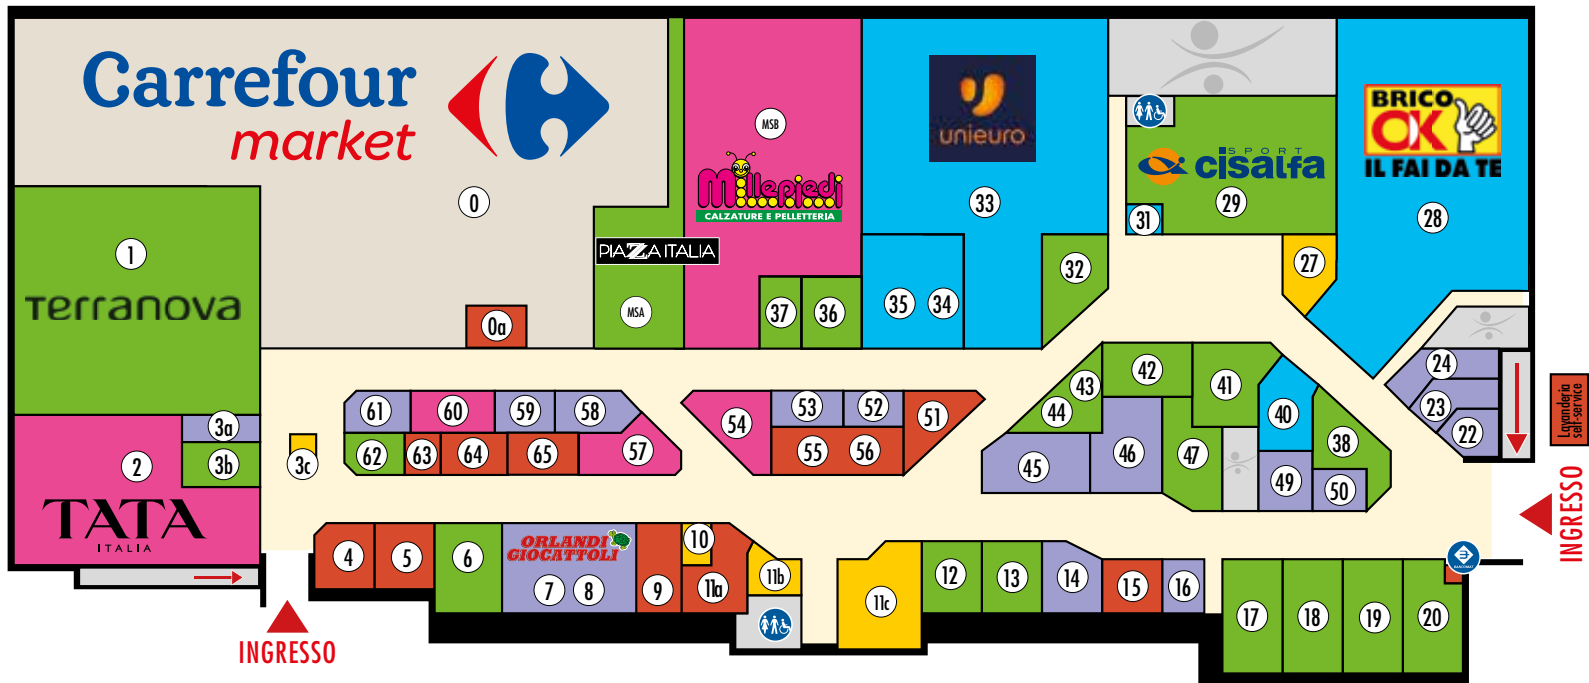 Carrefour
market
0
0a
1
terranova
2
TATA
ITALIA
3a
3b
3c
PIAZZA ITALIA
MSA
MSB
Millepiedi
CALZATURE E PELLETTERIA
37
36
unieuro
33
35
34
32
SPORT
cisalfa
29
31
27
BRICO
OK
IL FAI DA TE
28
24
23
22
Lavanderia
self-service
INGRESSO
61
60
59
58
62
63
64
65
57
54
53
52
51
55
56
43
44
42
41
40
38
45
46
47
49
50
4
5
6
ORLANDI
GIOCATTOLI
7
8
9
10
11a
11b
11c
12
13
14
15
16
17
18
19
20
BANCOMAT
INGRESSO